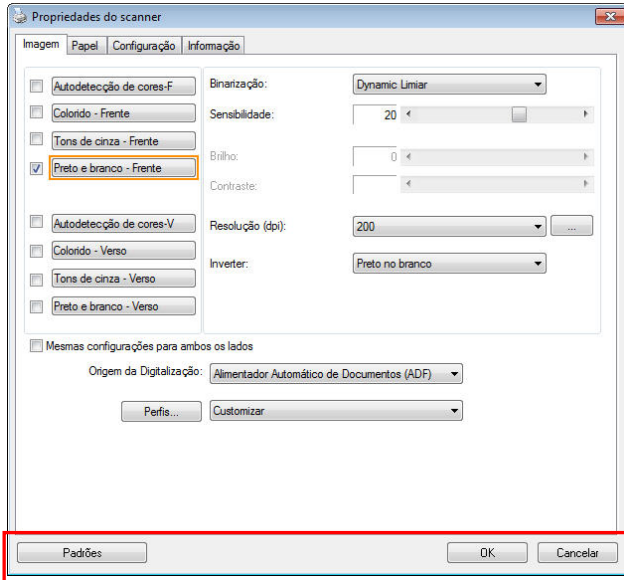 Propriedades do scanner
Imagem Papel Configuração Informação
Autodetecção de cores-F
Colorido - Frente
Tons de cinza - Frente
Preto e branco - Frente
Autodetecção de cores-V
Colorido - Verso
Tons de cinza - Verso
Preto e branco - Verso
Binarização: Dynamic Limiar
Sensibilidade: 20
Brilho: 0
Contraste:
Resolução (dpi): 200 ...
Inverter: Preto no branco
Mesmas configurações para ambos os lados
Origem da Digitalização: Alimentador Automático de Documentos (ADF)
Perfis... Customizar
Padrões OK Cancelar